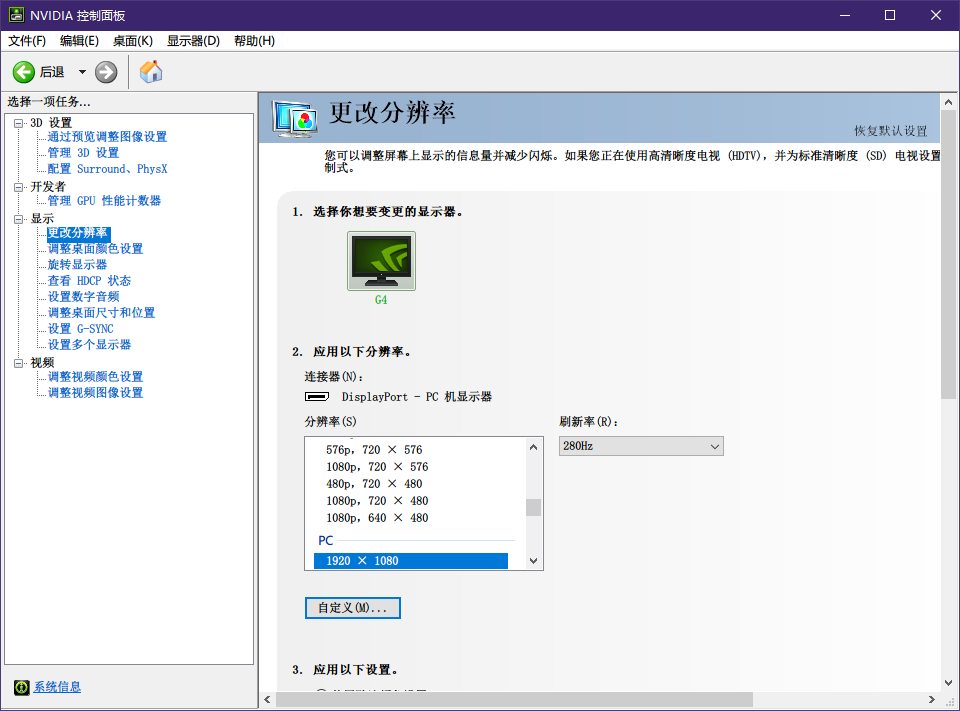 NVIDIA 控制面板
文件(F) 编辑(E) 桌面(K) 显示器(D) 帮助(H)
后退
选择一项任务...
3D 设置
通过预览调整图像设置
管理 3D 设置
配置 Surround、PhysX
开发者
管理 GPU 性能计数器
显示
更改分辨率
调整桌面颜色设置
旋转显示器
查看 HDCP 状态
设置数字音频
调整桌面尺寸和位置
设置 G-SYNC
设置多个显示器
视频
调整视频颜色设置
调整视频图像设置
系统信息
更改分辨率
恢复默认设置
您可以调整屏幕上显示的信息量并减少闪烁。如果您正在使用高清晰度电视 (HDTV)，并为标准清晰度 (SD) 电视设置
制式。
1. 选择你想要变更的显示器。
G4
2. 应用以下分辨率。
连接器(N)：
DisplayPort - PC 机显示器
分辨率(S)
刷新率(R)：
280Hz
576p，720 × 576
1080p，720 × 576
480p，720 × 480
1080p，720 × 480
1080p，640 × 480
PC
1920 × 1080
自定义(M)...
3. 应用以下设置。